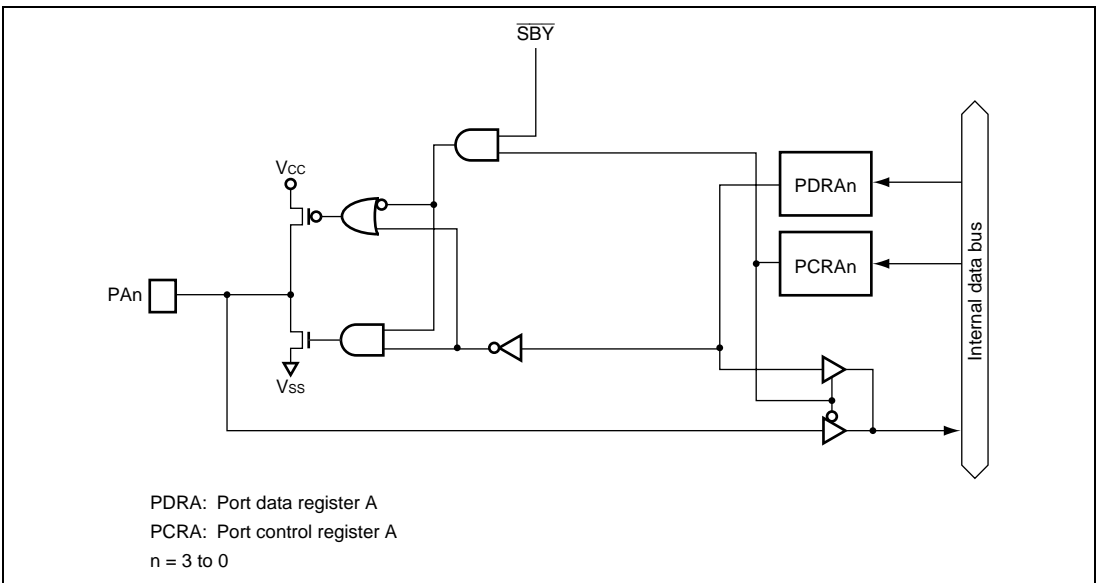 SBY
VCC
PDRAn
PCRAn
Internal data bus
PAn
VSS
PDRA: Port data register A
PCRA: Port control register A
n = 3 to 0